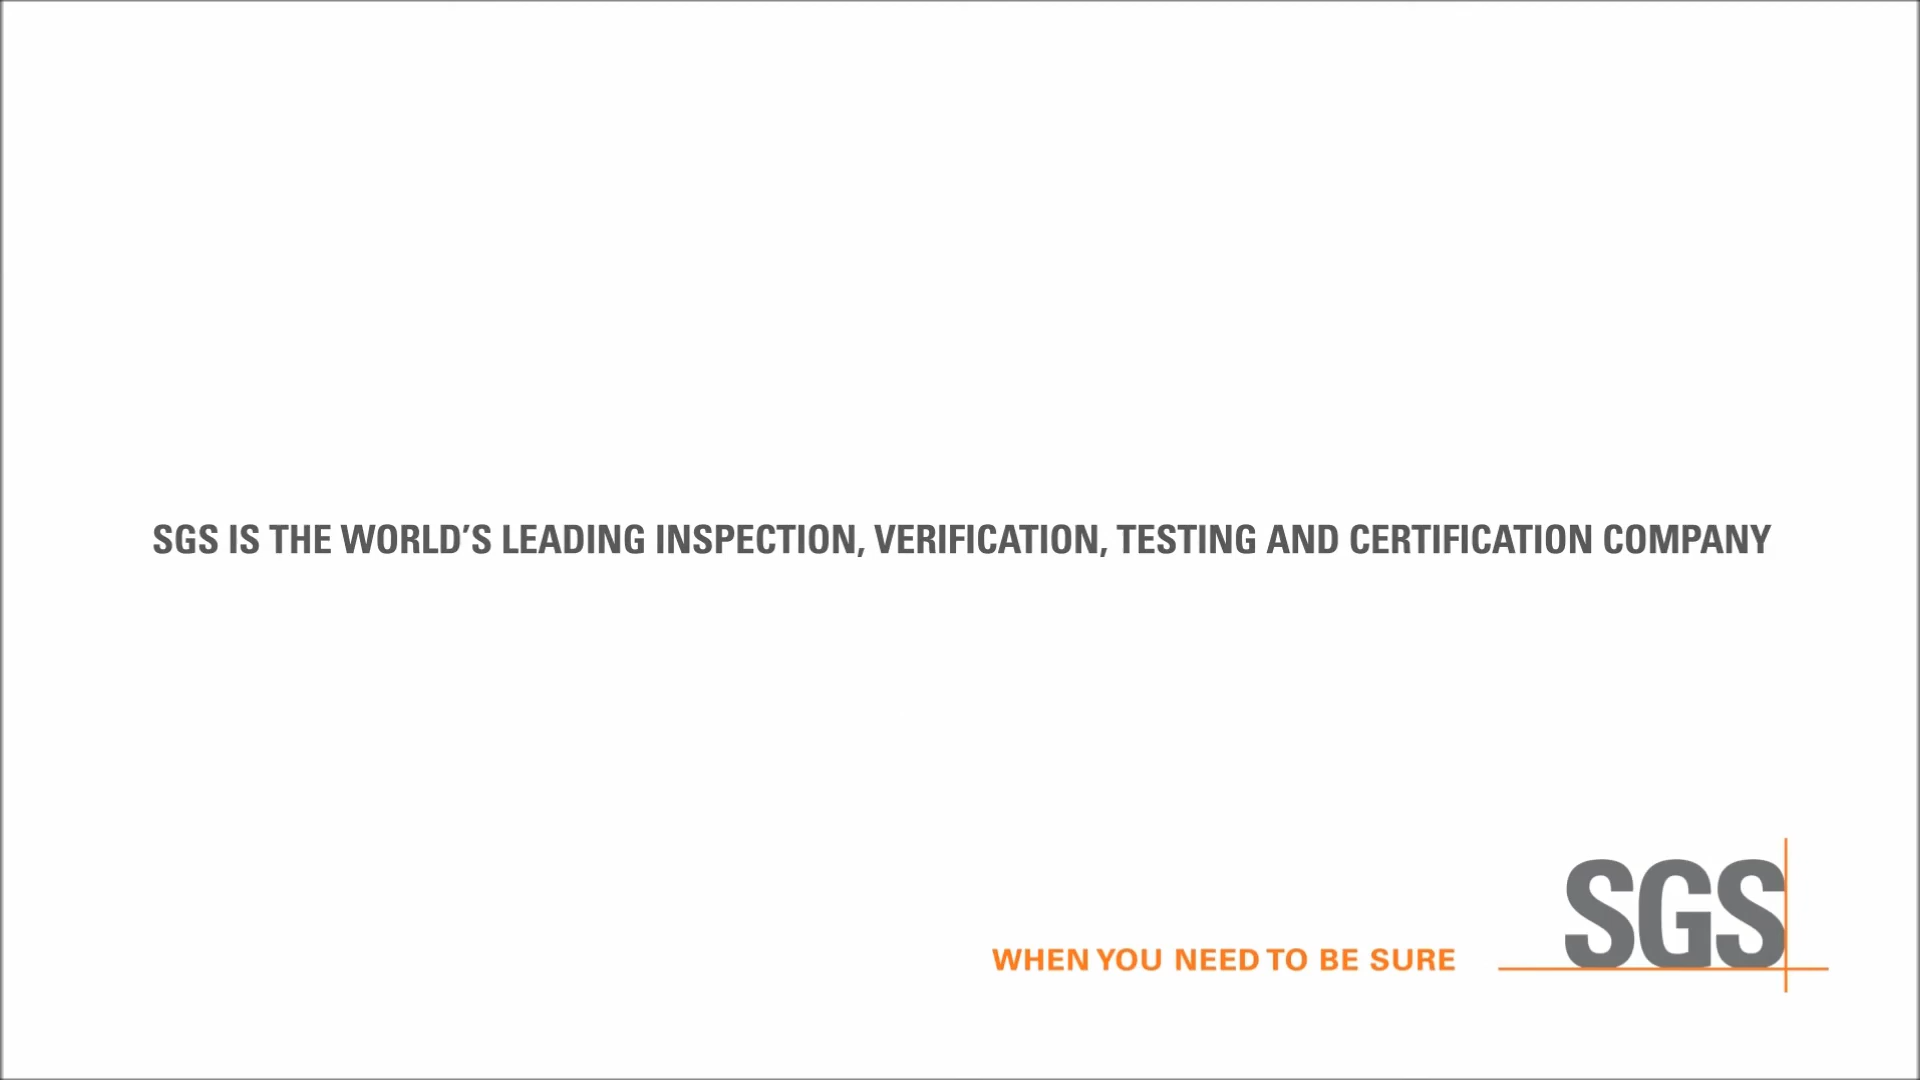 SGS IS THE WORLD’S LEADING INSPECTION, VERIFICATION, TESTING AND CERTIFICATION COMPANY
WHEN YOU NEED TO BE SURE
SGS